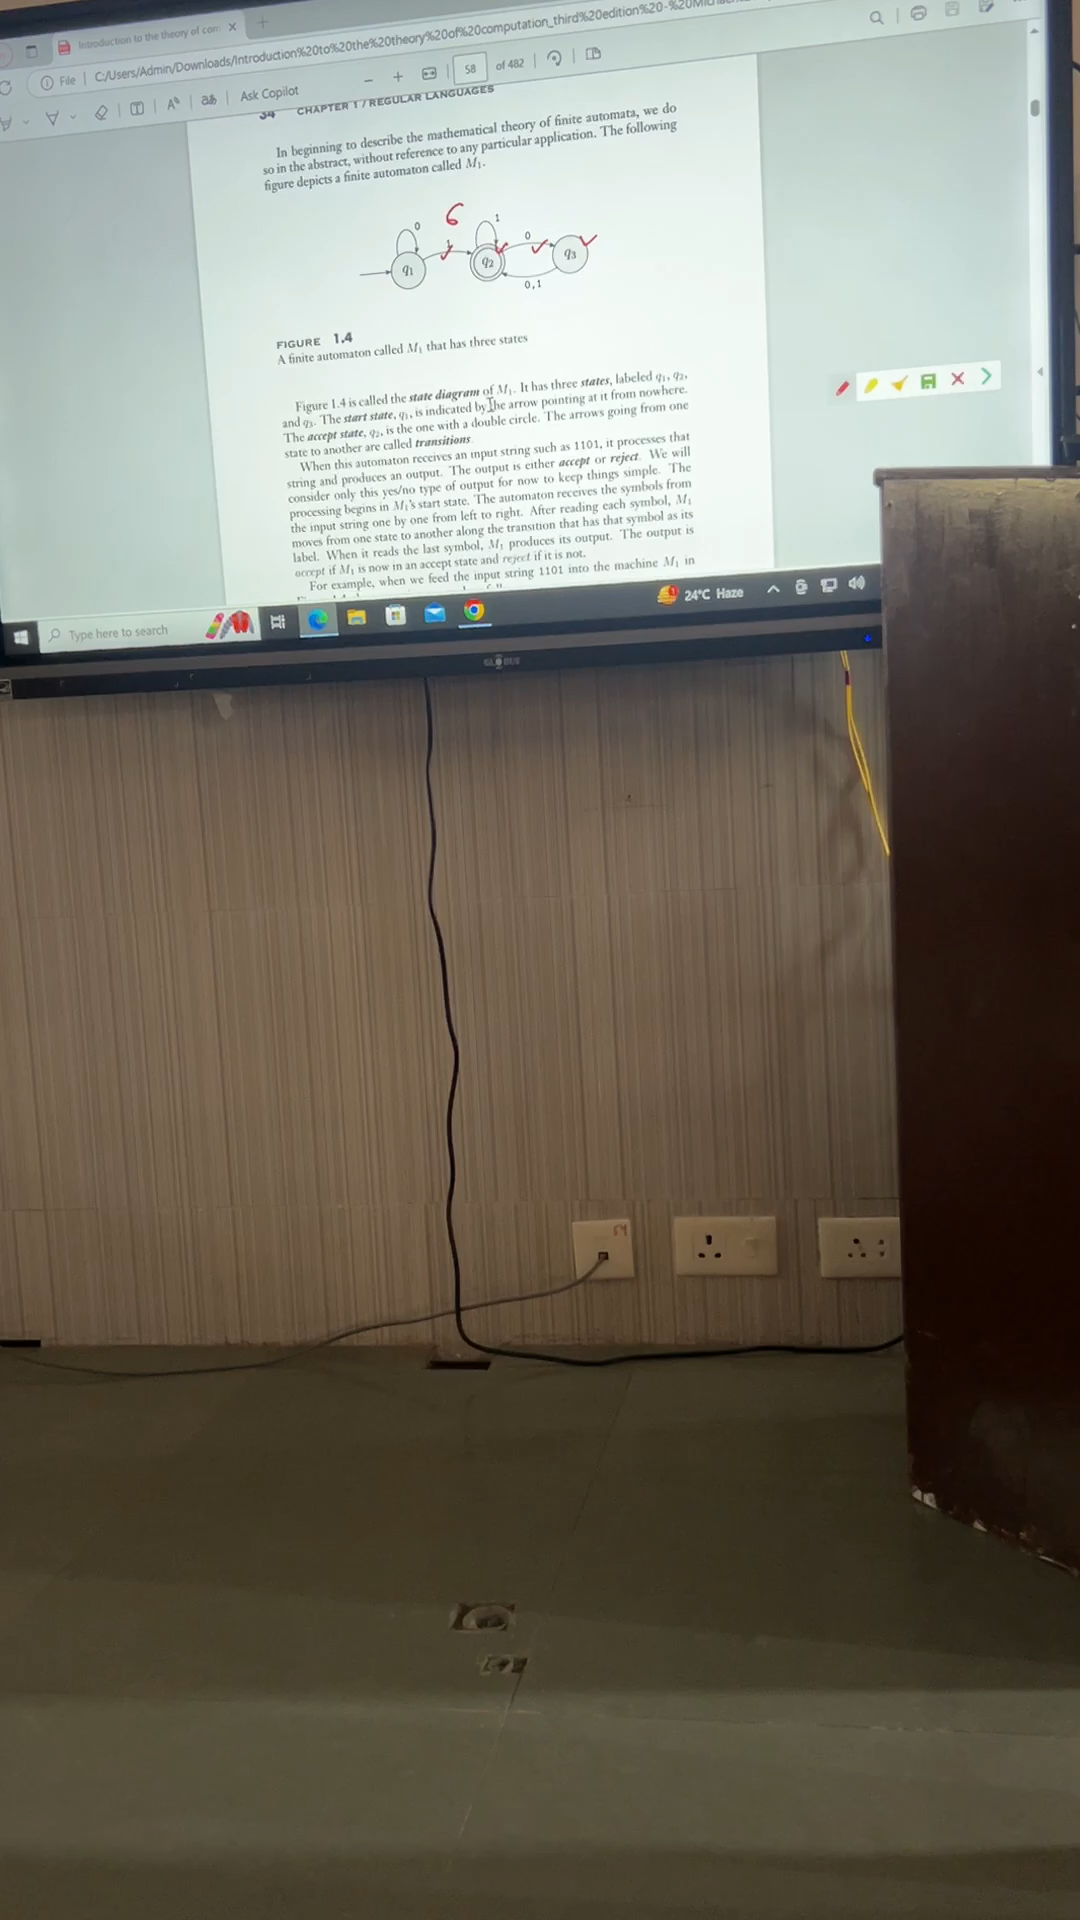 Introduction to the theory of com
File | C:/Users/Admin/Downloads/Introduction%20to%20the%20theory%20of%20computation_third%20edition%20-%20Michael
Ask Copilot
58 of 482
34 CHAPTER 1 / REGULAR LANGUAGES
In beginning to describe the mathematical theory of finite automata, we do
so in the abstract, without reference to any particular application. The following
figure depicts a finite automaton called M₁.
6
0 1 0
q₁ q₂ q₃
0,1
FIGURE 1.4
A finite automaton called M₁ that has three states
Figure 1.4 is called the state diagram of M₁. It has three states, labeled q₁, q₂,
and q₃. The start state, q₁, is indicated by the arrow pointing at it from nowhere.
The accept state, q₂, is the one with a double circle. The arrows going from one
state to another are called transitions.
When this automaton receives an input string such as 1101, it processes that
string and produces an output. The output is either accept or reject. We will
consider only this yes/no type of output for now to keep things simple. The
processing begins in M₁'s start state. The automaton receives the symbols from
the input string one by one from left to right. After reading each symbol, M₁
moves from one state to another along the transition that has that symbol as its
label. When it reads the last symbol, M₁ produces its output. The output is
accept if M₁ is now in an accept state and reject if it is not.
For example, when we feed the input string 1101 into the machine M₁ in
Type here to search
24°C Haze
GLOBUS